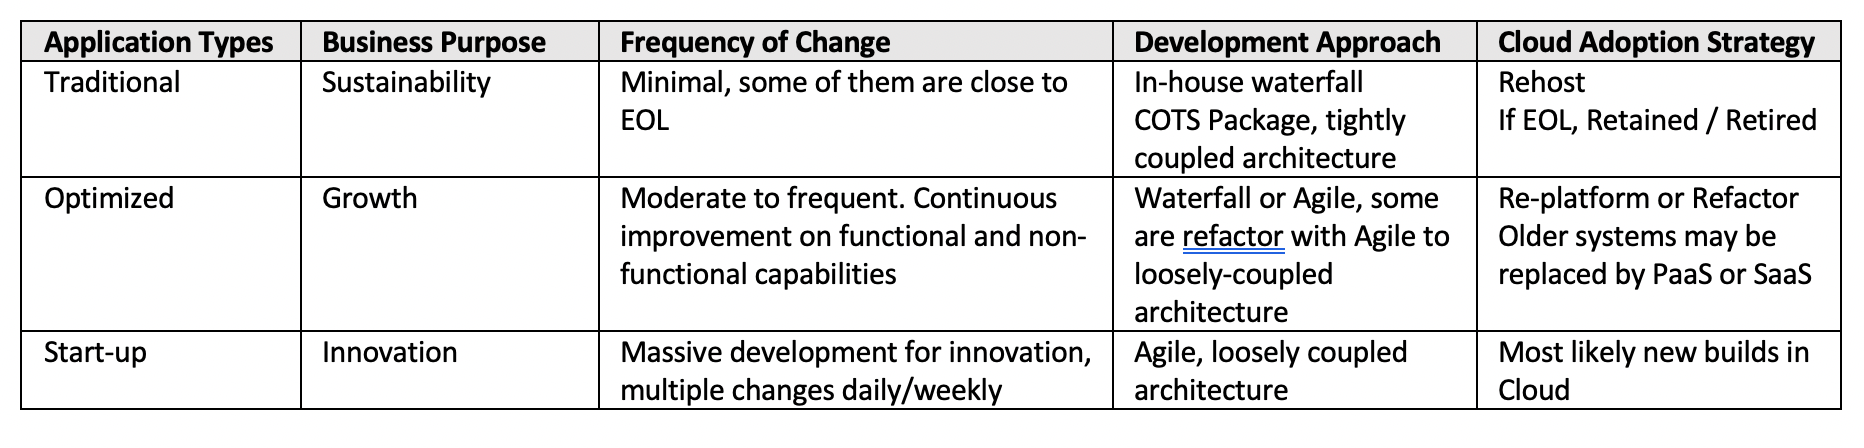 Application Types
Business Purpose
Frequency of Change
Development Approach
Cloud Adoption Strategy
Traditional
Sustainability
Minimal, some of them are close to
EOL
In-house waterfall
COTS Package, tightly
coupled architecture
Rehost
If EOL, Retained / Retired
Optimized
Growth
Moderate to frequent. Continuous
improvement on functional and non-
functional capabilities
Waterfall or Agile, some
are refactor with Agile to
loosely-coupled
architecture
Re-platform or Refactor
Older systems may be
replaced by PaaS or SaaS
Start-up
Innovation
Massive development for innovation,
multiple changes daily/weekly
Agile, loosely coupled
architecture
Most likely new builds in
Cloud